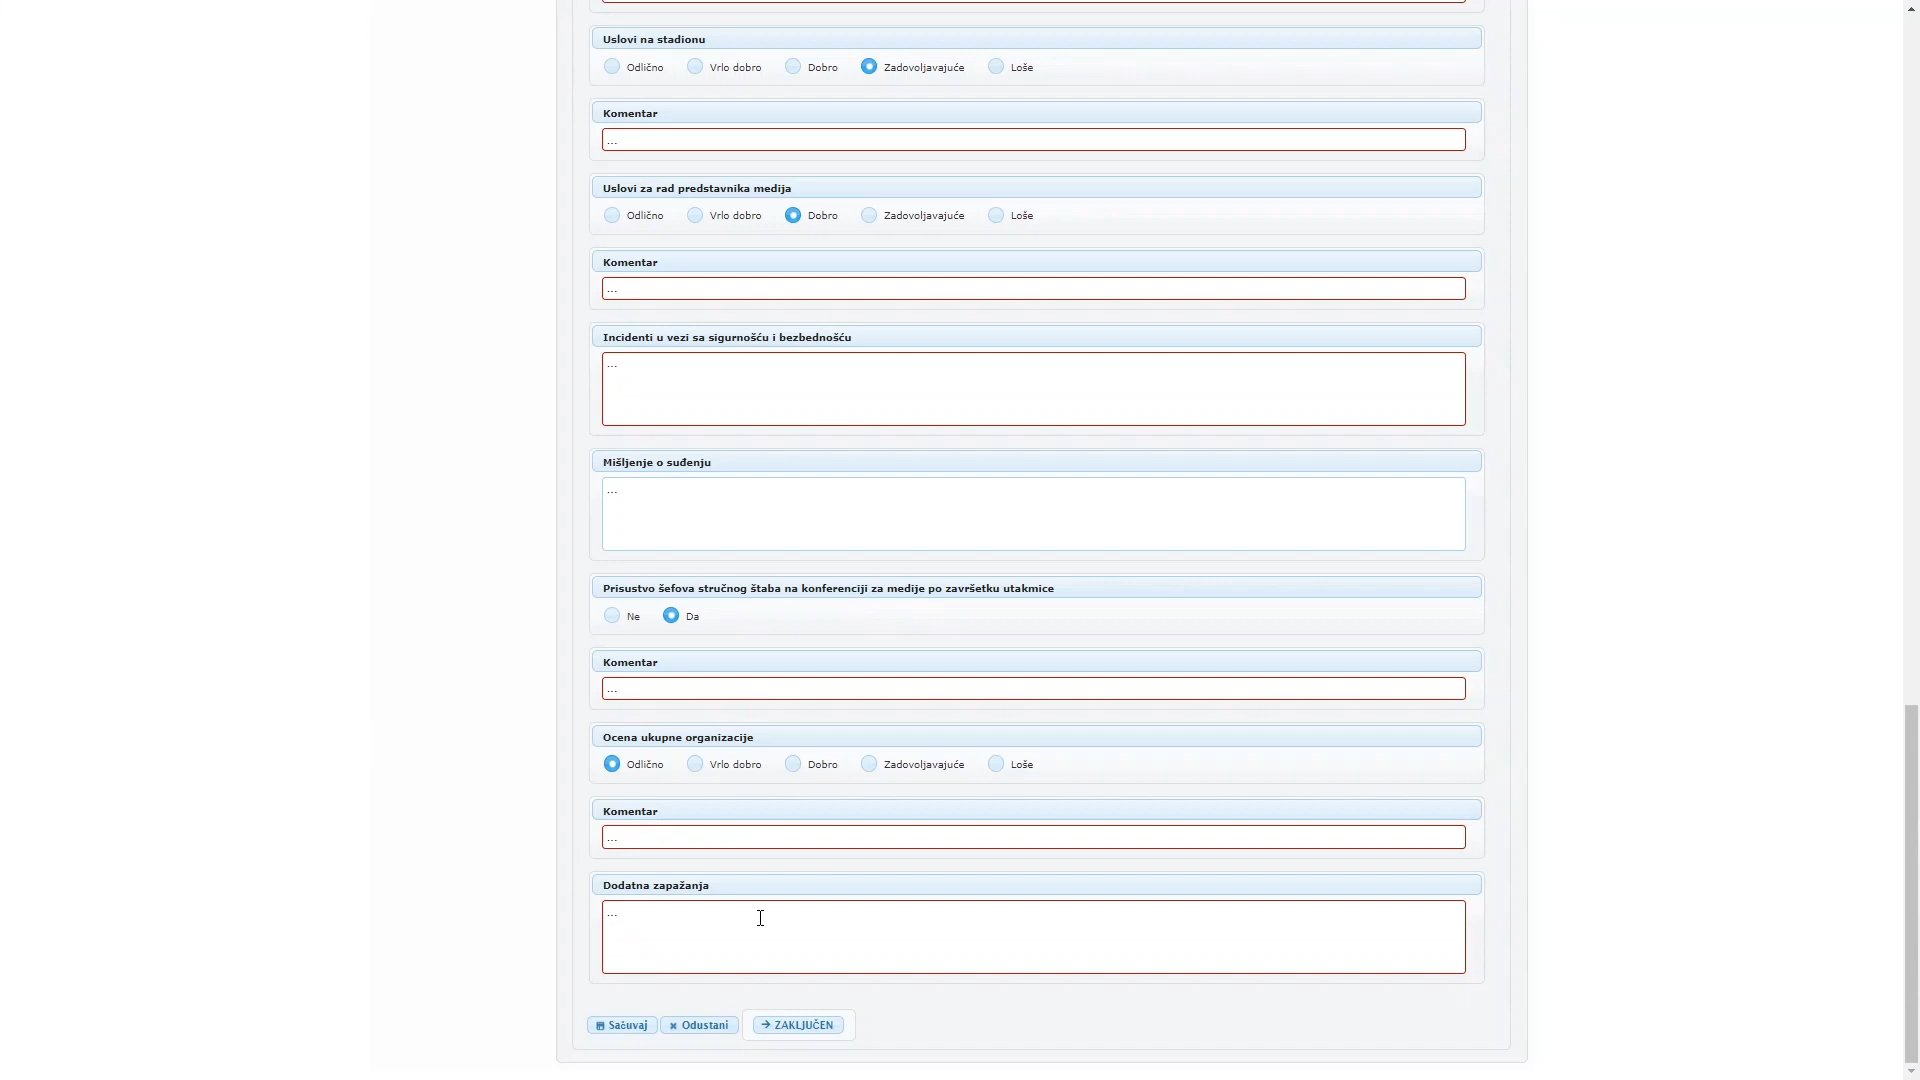 Uslovi na stadionu
Odlično Vrlo dobro Dobro Zadovoljavajuće Loše
Komentar
...
Uslovi za rad predstavnika medija
Odlično Vrlo dobro Dobro Zadovoljavajuće Loše
Komentar
...
Incidenti u vezi sa sigurnošću i bezbednošću
...
Mišljenje o suđenju
...
Prisustvo šefova stručnog štaba na konferenciji za medije po završetku utakmice
Ne Da
Komentar
...
Ocena ukupne organizacije
Odlično Vrlo dobro Dobro Zadovoljavajuće Loše
Komentar
...
Dodatna zapažanja
...
Sačuvaj Odustani ZAKLJUČEN